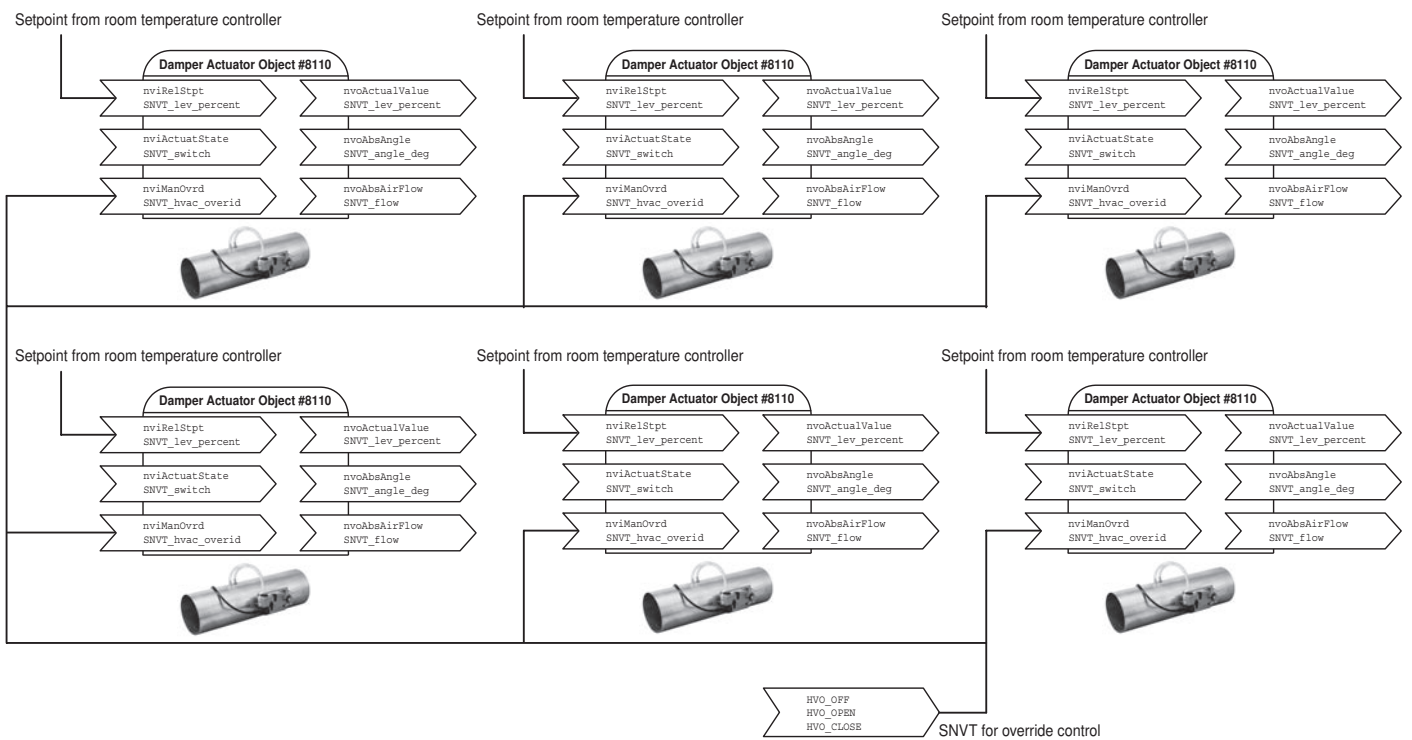 Setpoint from room temperature controller
Damper Actuator Object #8110
nviRelStpt
SNVT_lev_percent
nvoActualValue
SNVT_lev_percent
nviActuatState
SNVT_switch
nvoAbsAngle
SNVT_angle_deg
nviManOvrd
SNVT_hvac_overid
nvoAbsAirFlow
SNVT_flow
Setpoint from room temperature controller
Damper Actuator Object #8110
nviRelStpt
SNVT_lev_percent
nvoActualValue
SNVT_lev_percent
nviActuatState
SNVT_switch
nvoAbsAngle
SNVT_angle_deg
nviManOvrd
SNVT_hvac_overid
nvoAbsAirFlow
SNVT_flow
Setpoint from room temperature controller
Damper Actuator Object #8110
nviRelStpt
SNVT_lev_percent
nvoActualValue
SNVT_lev_percent
nviActuatState
SNVT_switch
nvoAbsAngle
SNVT_angle_deg
nviManOvrd
SNVT_hvac_overid
nvoAbsAirFlow
SNVT_flow
Setpoint from room temperature controller
Damper Actuator Object #8110
nviRelStpt
SNVT_lev_percent
nvoActualValue
SNVT_lev_percent
nviActuatState
SNVT_switch
nvoAbsAngle
SNVT_angle_deg
nviManOvrd
SNVT_hvac_overid
nvoAbsAirFlow
SNVT_flow
Setpoint from room temperature controller
Damper Actuator Object #8110
nviRelStpt
SNVT_lev_percent
nvoActualValue
SNVT_lev_percent
nviActuatState
SNVT_switch
nvoAbsAngle
SNVT_angle_deg
nviManOvrd
SNVT_hvac_overid
nvoAbsAirFlow
SNVT_flow
Setpoint from room temperature controller
Damper Actuator Object #8110
nviRelStpt
SNVT_lev_percent
nvoActualValue
SNVT_lev_percent
nviActuatState
SNVT_switch
nvoAbsAngle
SNVT_angle_deg
nviManOvrd
SNVT_hvac_overid
nvoAbsAirFlow
SNVT_flow
HVO_OFF
HVO_OPEN
HVO_CLOSE
SNVT for override control